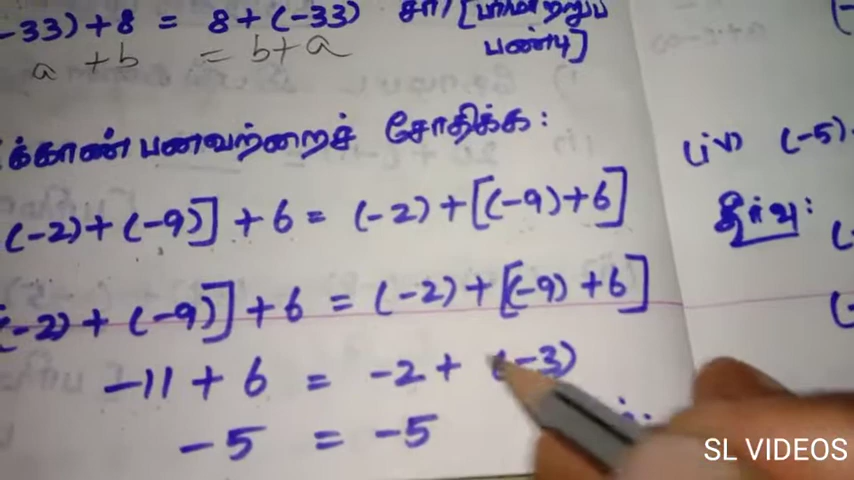 -33) + 8 = 8 + (-33) சரி [பரிமாற்றுப்
a + b = b + a பண்பு]
க்காண்பனவற்றைச் சோதிக்க:
(-2) + (-9)] + 6 = (-2) + [(-9) + 6]
-2) + (-9)] + 6 = (-2) + [(-9) + 6]
-11 + 6 = -2 + (-3)
-5 = -5
(iv) (-5)
தீர்வு:
SL VIDEOS